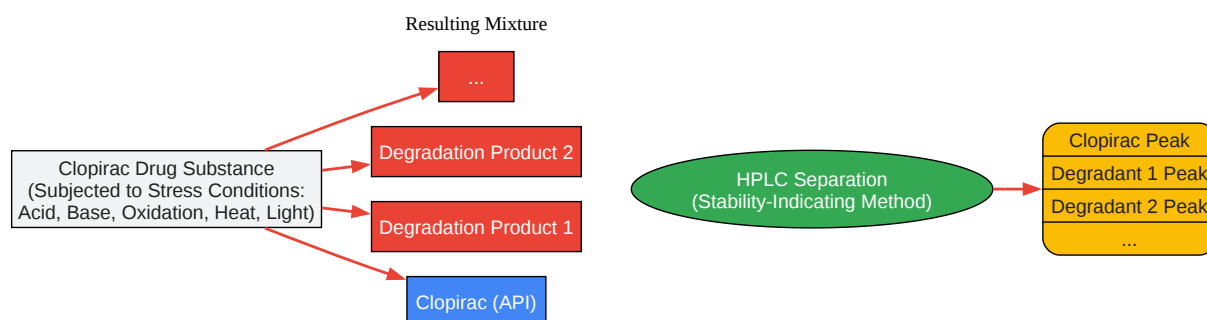 Resulting Mixture
...
Degradation Product 2
Degradation Product 1
Clopirac (API)
Clopirac Drug Substance
(Subjected to Stress Conditions:
Acid, Base, Oxidation, Heat, Light)
HPLC Separation
(Stability-Indicating Method)
Clopirac Peak
Degradant 1 Peak
Degradant 2 Peak
...